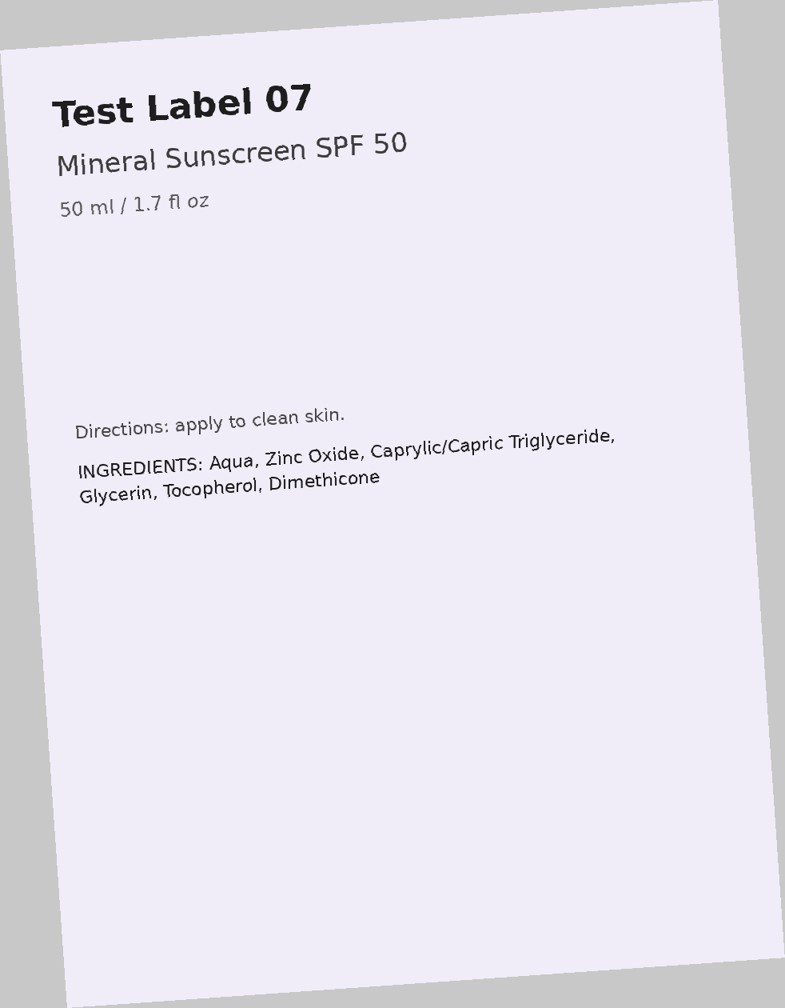 Test Label 07
Mineral Sunscreen SPF 50
50 ml / 1.7 fl oz
Directions: apply to clean skin.
INGREDIENTS: Aqua, Zinc Oxide, Caprylic/Capric Triglyceride,
Glycerin, Tocopherol, Dimethicone